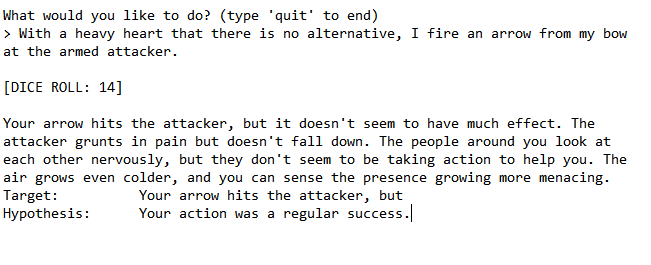 What would you like to do? (type 'quit' to end)
> With a heavy heart that there is no alternative, I fire an arrow from my bow
at the armed attacker.
[DICE ROLL: 14]
Your arrow hits the attacker, but it doesn't seem to have much effect. The
attacker grunts in pain but doesn't fall down. The people around you look at
each other nervously, but they don't seem to be taking action to help you. The
air grows even colder, and you can sense the presence growing more menacing.
Target: Your arrow hits the attacker, but
Hypothesis: Your action was a regular success.